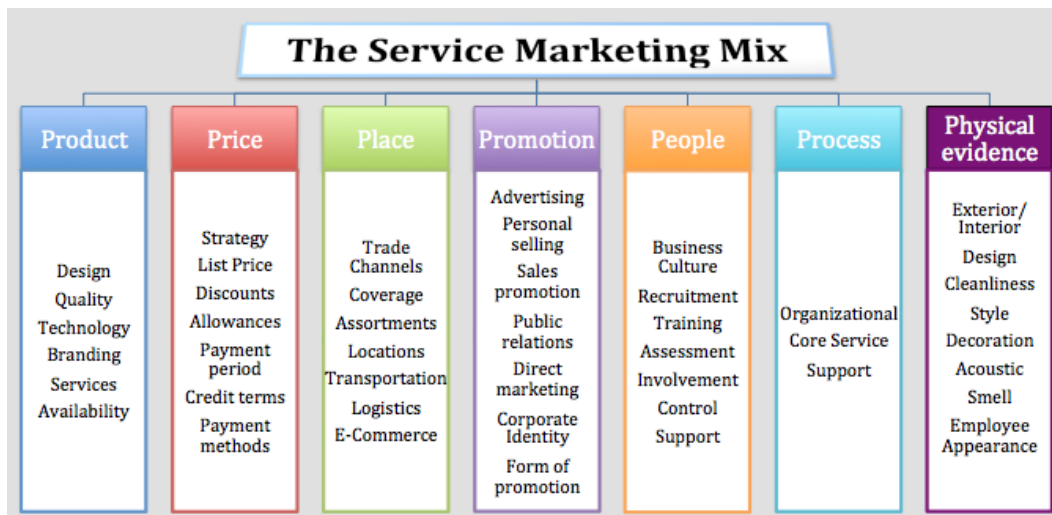 The Service Marketing Mix
Product
Design
Quality
Technology
Branding
Services
Availability
Price
Strategy
List Price
Discounts
Allowances
Payment
period
Credit terms
Payment
methods
Place
Trade
Channels
Coverage
Assortments
Locations
Transportation
Logistics
E-Commerce
Promotion
Advertising
Personal
selling
Sales
promotion
Public
relations
Direct
marketing
Corporate
Identity
Form of
promotion
People
Business
Culture
Recruitment
Training
Assessment
Involvement
Control
Support
Process
Organizational
Core Service
Support
Physical
evidence
Exterior/
Interior
Design
Cleanliness
Style
Decoration
Acoustic
Smell
Employee
Appearance